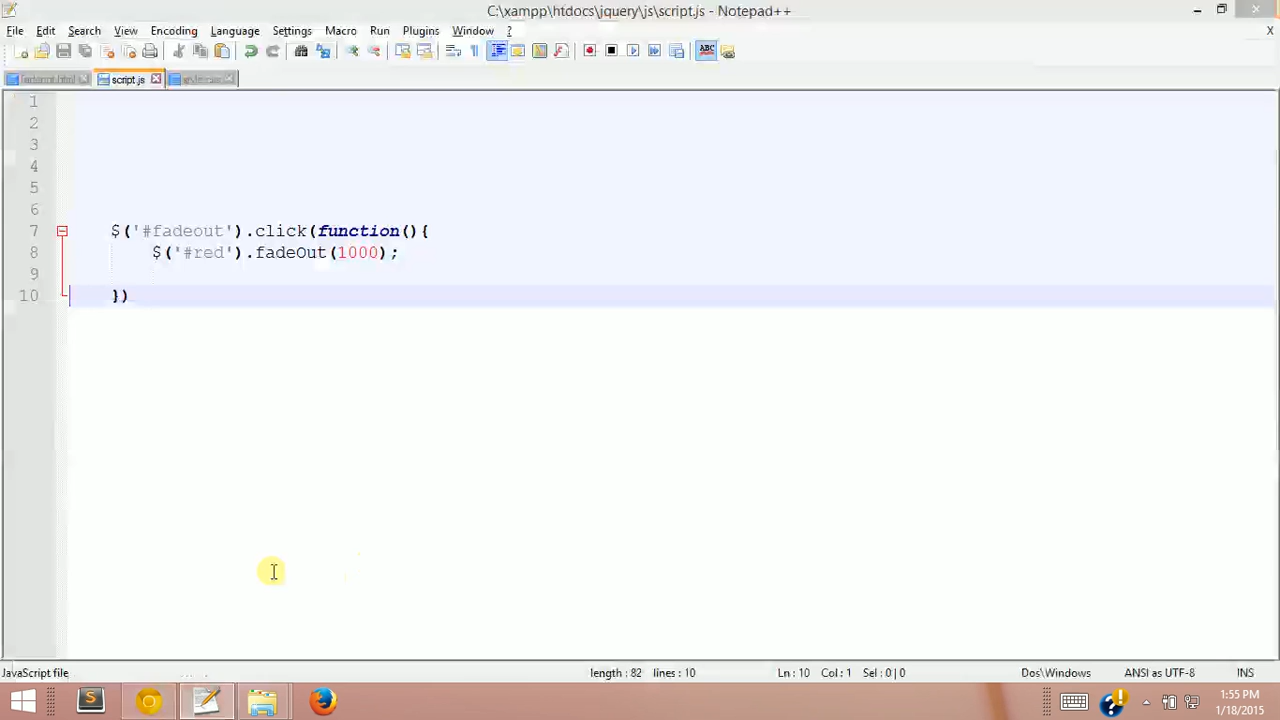 C:\xampp\htdocs\jquery\js\script.js - Notepad++
File Edit Search View Encoding Language Settings Macro Run Plugins Window ?
X
ABC
script.js
1
2
3
4
5
6
7 $('#fadeout').click(function(){
8 $('#red').fadeOut(1000);
9
10 })
JavaScript file
length : 82 lines : 10
Ln : 10 Col : 1 Sel : 0 | 0
Dos\Windows
ANSI as UTF-8
INS
S
1:55 PM
1/18/2015